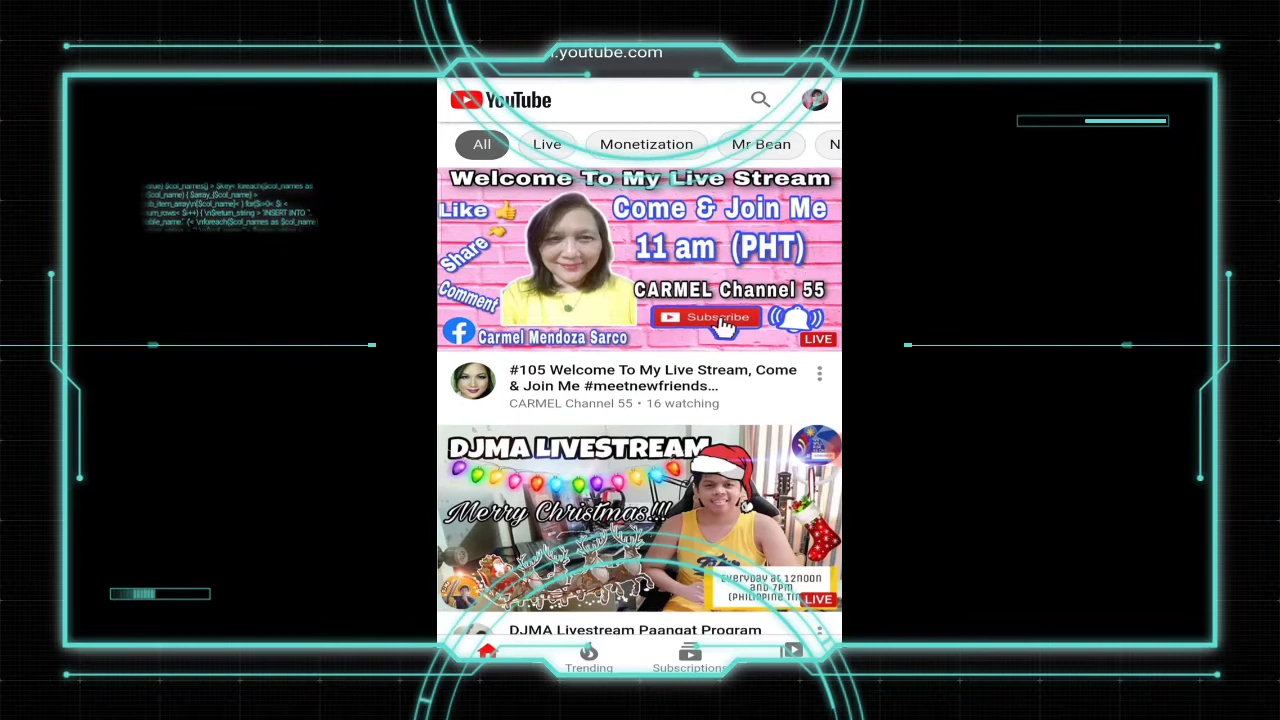 .youtube.com
YouTube
All
Live
Monetization
Mr Bean
N
Welcome To My Live Stream
Like
Come & Join Me
Share
11 am (PHT)
Comment
CARMEL Channel 55
Subscribe
Carmel Mendoza Sarco
LIVE
#105 Welcome To My Live Stream, Come
& Join Me #meetnewfriends...
CARMEL Channel 55 • 16 watching
DJMA LIVESTREAM
Merry Christmas!!!
Everyday at 12noon
and 7pm
(Philippine Tim
LIVE
DJMA Livestream Paangat Program
Trending
Subscriptions